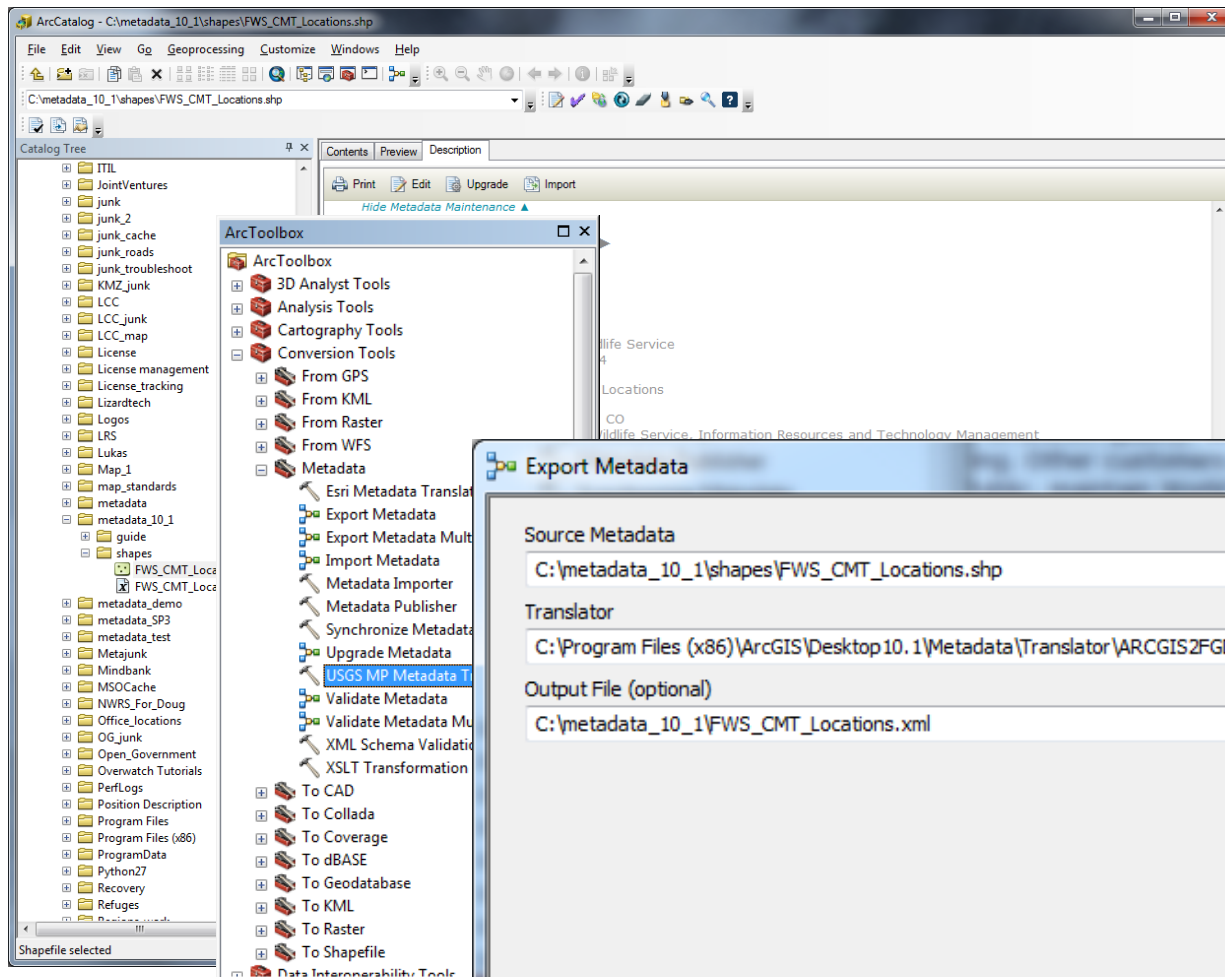 ArcCatalog - C:\metadata_10_1\shapes\FWS_CMT_Locations.shp
File Edit View Go Geoprocessing Customize Windows Help
C:\metadata_10_1\shapes\FWS_CMT_Locations.shp
Catalog Tree
ITIL
JointVentures
junk
junk_2
junk_cache
junk_roads
junk_troubleshoot
KMZ_junk
LCC
LCC_junk
LCC_map
License
License management
License_tracking
Lizardtech
Logos
LRS
Lukas
Map_1
map_standards
metadata
metadata_10_1
guide
shapes
FWS_CMT_Loca
FWS_CMT_Loca
metadata_demo
metadata_SP3
metadata_test
Metajunk
Mindbank
MSOCache
NWRS_For_Doug
Office_locations
OG_junk
Open_Government
Overwatch Tutorials
PerfLogs
Position Description
Program Files
Program Files (x86)
ProgramData
Python27
Recovery
Refuges
Shapefile selected
Contents Preview Description
Print Edit Upgrade Import
Hide Metadata Maintenance ▲
dlife Service
4
Locations
CO
ildlife Service, Information Resources and Technology Management
ArcToolbox
ArcToolbox
3D Analyst Tools
Analysis Tools
Cartography Tools
Conversion Tools
From GPS
From KML
From Raster
From WFS
Metadata
Esri Metadata Translat
Export Metadata
Export Metadata Mult
Import Metadata
Metadata Importer
Metadata Publisher
Synchronize Metadata
Upgrade Metadata
USGS MP Metadata T
Validate Metadata
Validate Metadata Mu
XML Schema Validatio
XSLT Transformation
To CAD
To Collada
To Coverage
To dBASE
To Geodatabase
To KML
To Raster
To Shapefile
Data Interoperability Tools
Export Metadata
Source Metadata
C:\metadata_10_1\shapes\FWS_CMT_Locations.shp
Translator
C:\Program Files (x86)\ArcGIS\Desktop10.1\Metadata\Translator\ARCGIS2FG
Output File (optional)
C:\metadata_10_1\FWS_CMT_Locations.xml